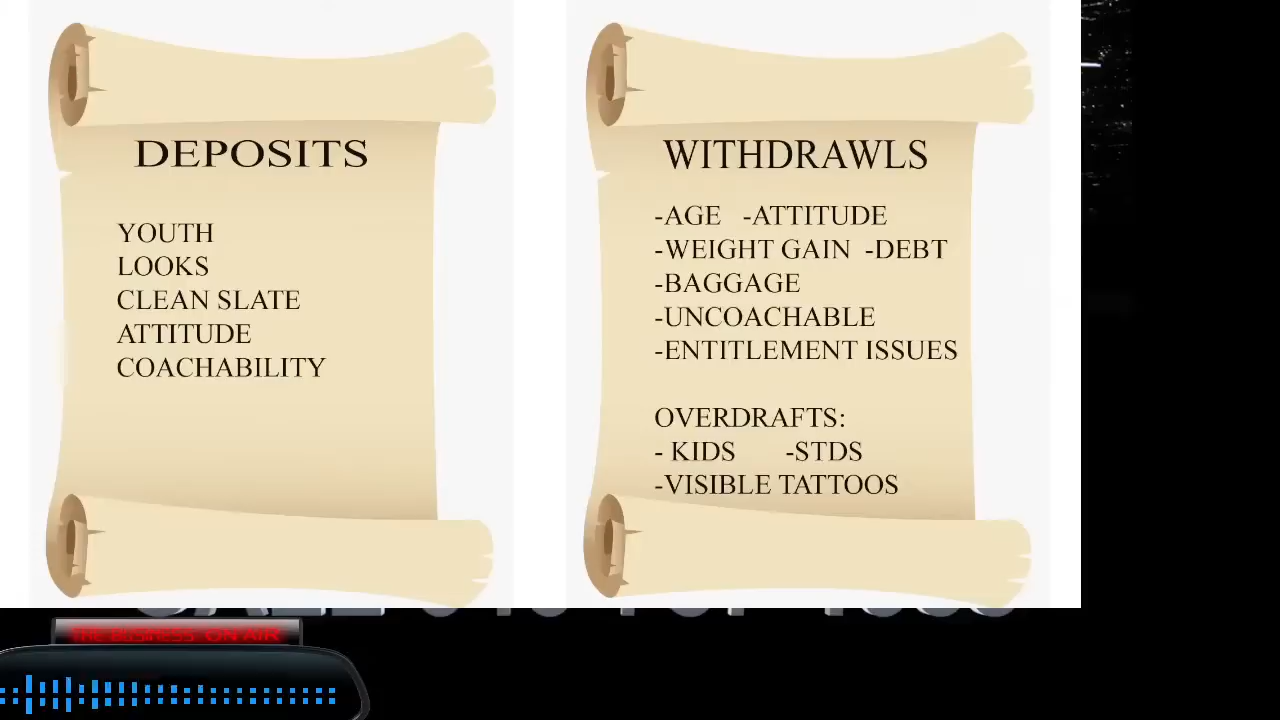 DEPOSITS
YOUTH
LOOKS
CLEAN SLATE
ATTITUDE
COACHABILITY
WITHDRAWLS
-AGE -ATTITUDE
-WEIGHT GAIN -DEBT
-BAGGAGE
-UNCOACHABLE
-ENTITLEMENT ISSUES
OVERDRAFTS:
- KIDS -STDS
-VISIBLE TATTOOS
THE BUSINESS ON AIR